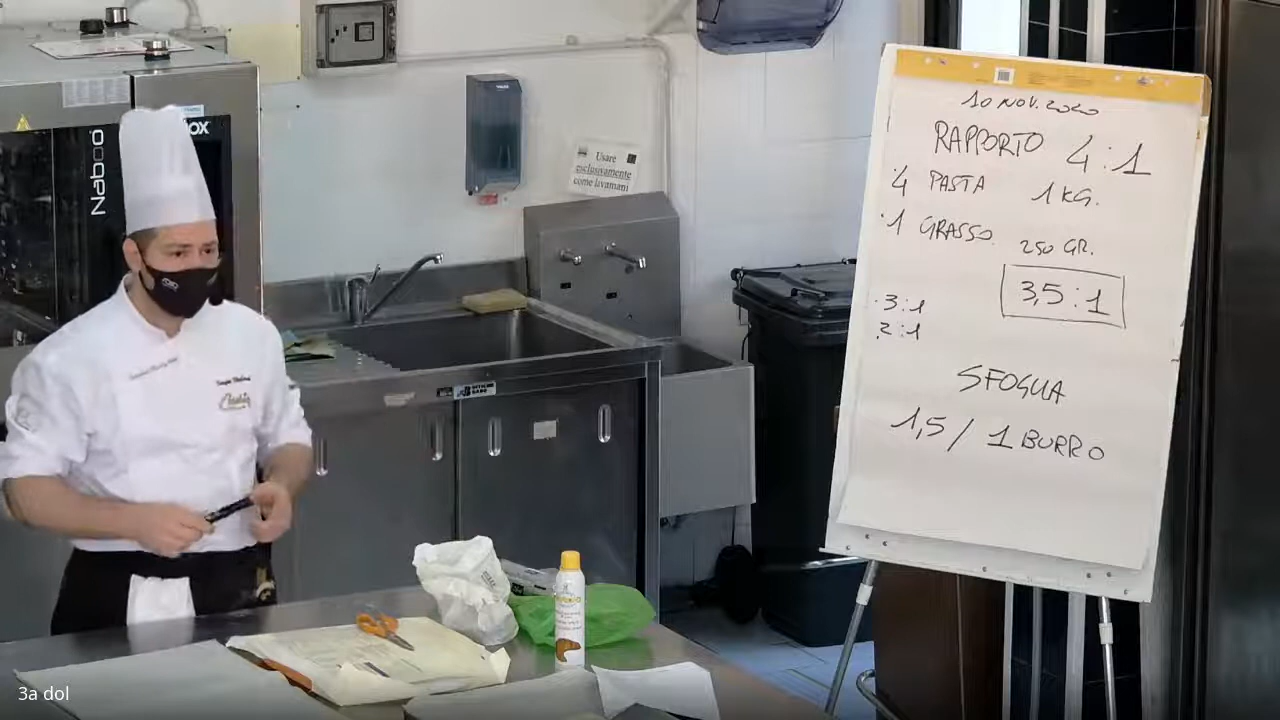 10 NOV. 2020
RAPPORTO 4:1
·4 PASTA 1 KG.
·1 GRASSO. 250 GR.
3,5:1
·3:1
2:1
SFOGLIA
1,5 / 1 BURRO
Usare
esclusivamente
come lavamani
Naboo
3a dol